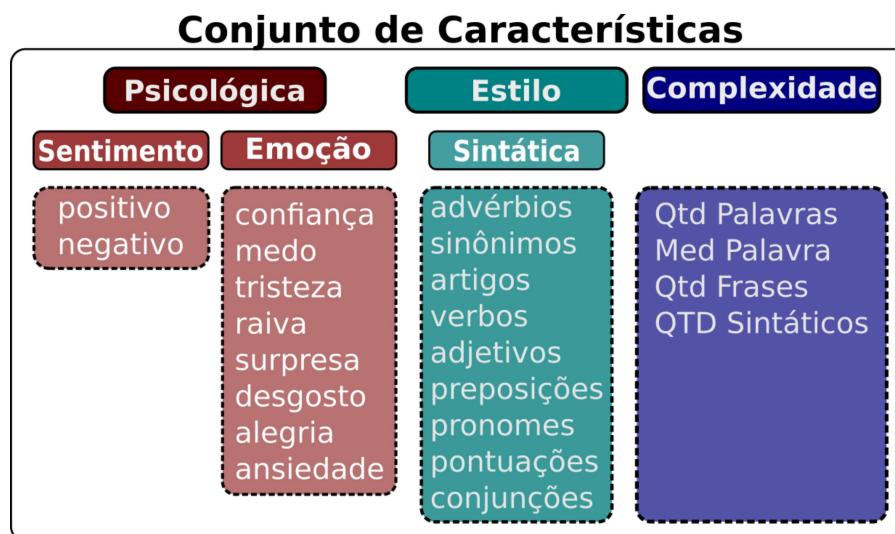 Conjunto de Características
Psicológica
Estilo
Complexidade
Sentimento
Emoção
Sintática
positivo
negativo
confiança
medo
tristeza
raiva
surpresa
desgosto
alegria
ansiedade
advérbios
sinônimos
artigos
verbos
adjetivos
preposições
pronomes
pontuações
conjunções
Qtd Palavras
Med Palavra
Qtd Frases
QTD Sintáticos